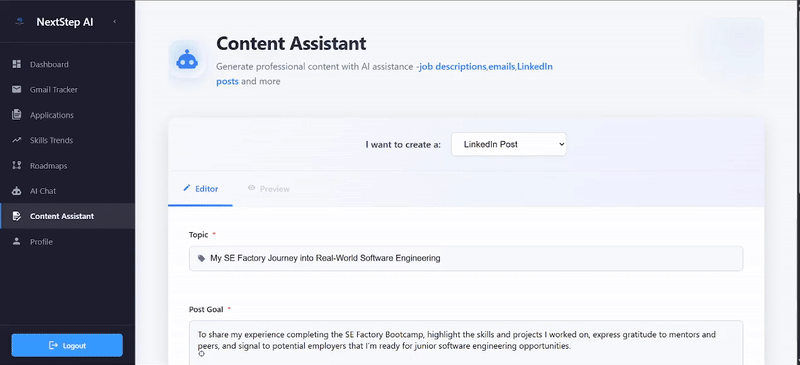 NextStep AI
Dashboard
Gmail Tracker
Applications
Skills Trends
Roadmaps
AI Chat
Content Assistant
Profile
Logout
Content Assistant
Generate professional content with AI assistance -job descriptions,emails,LinkedIn
posts and more
I want to create a: LinkedIn Post
Editor Preview
Topic *
My SE Factory Journey into Real-World Software Engineering
Post Goal *
To share my experience completing the SE Factory Bootcamp, highlight the skills and projects I worked on, express gratitude to mentors and
peers, and signal to potential employers that I'm ready for junior software engineering opportunities.